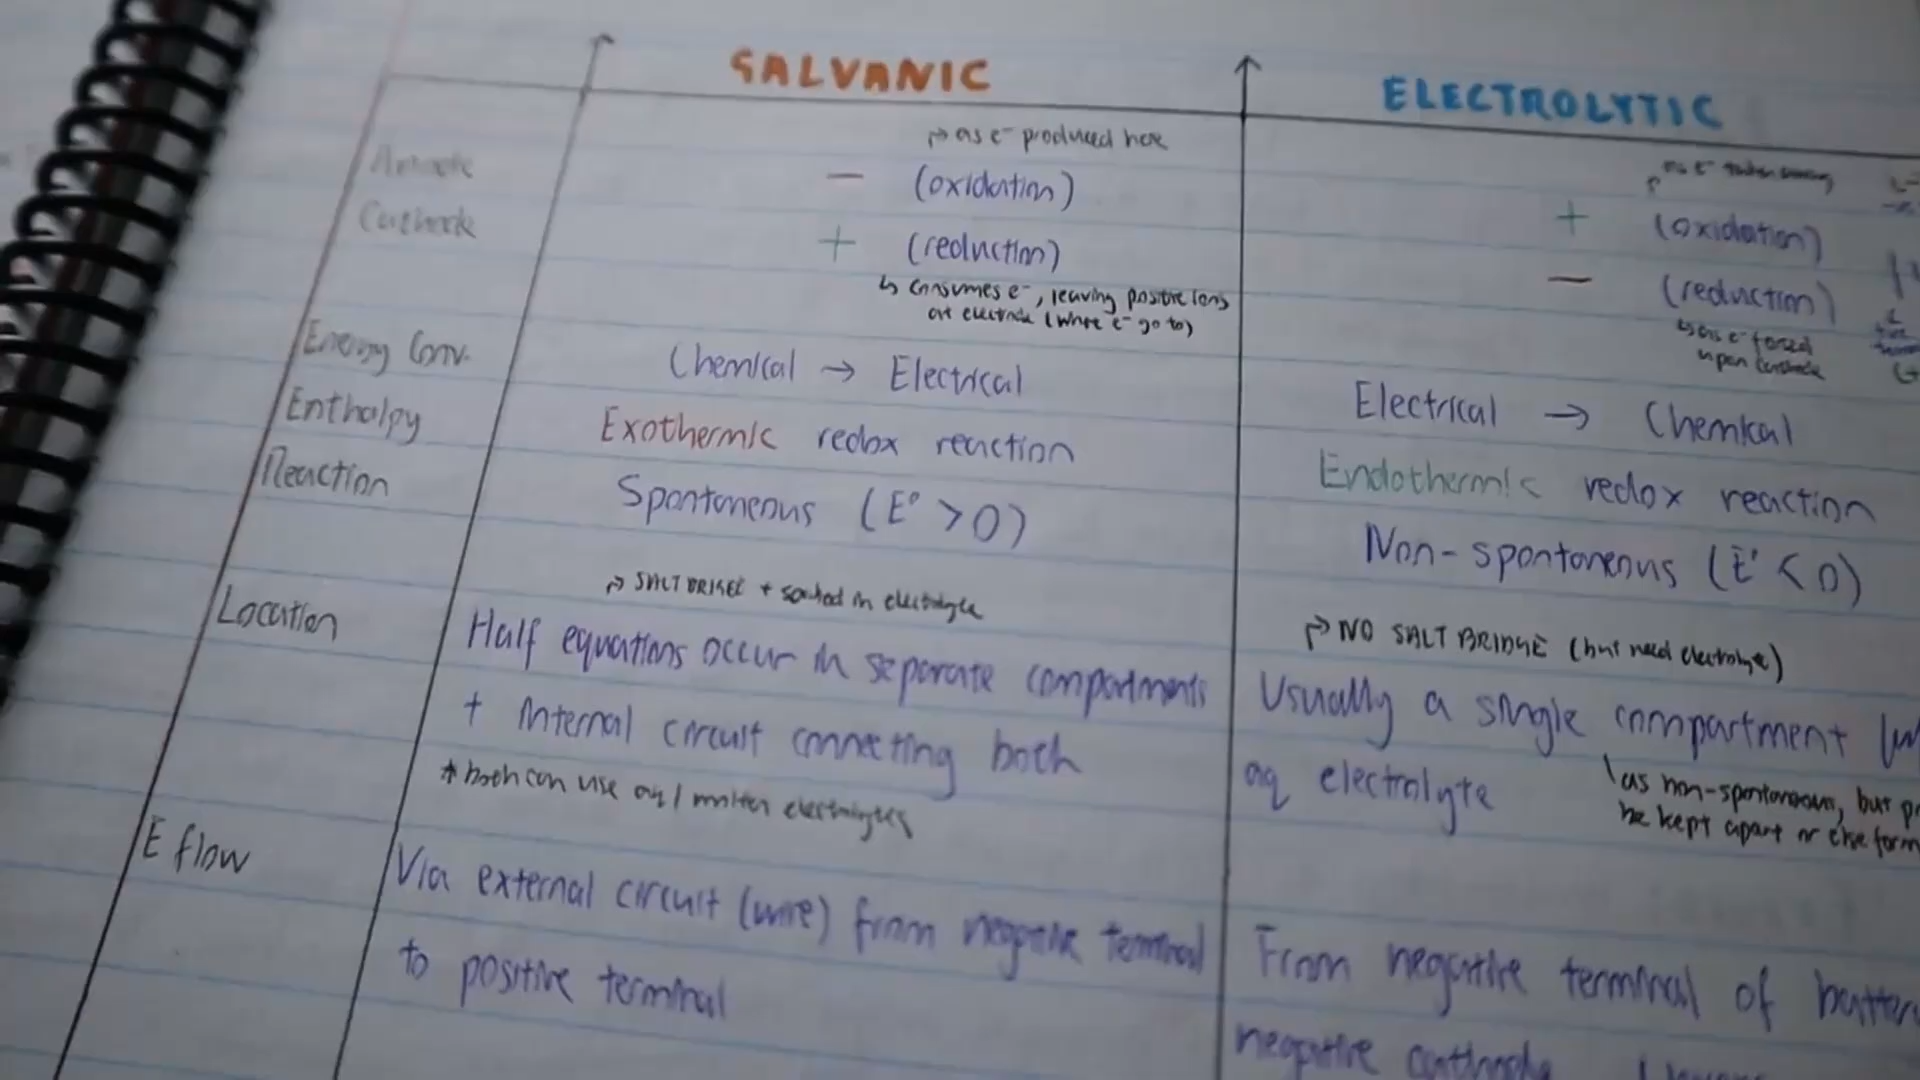 GALVANIC
ELECTROLYTIC
Anode
→ as e⁻ produced here
− (oxidation)
+ (oxidation)
Cathode
+ (reduction)
− (reduction)
↳ consumes e⁻, leaving positive ions
at electrode (where e⁻ go to)
↳ as e⁻ forced
upon cathode
Energy Conv.
Chemical → Electrical
Electrical → Chemical
Enthalpy
Exothermic redox reaction
Endothermic redox reaction
Reaction
Spontaneous (E° > 0)
Non-spontaneous (E° < 0)
Location
→ SALT BRIDGE + soaked in electrolyte
Half equations occur in separate compartments
+ internal circuit connecting both
* both can use aq / molten electrolytes
→ NO SALT BRIDGE (but need electrolyte)
Usually a single compartment
aq electrolyte
as non-spontaneous, but
be kept apart or else
E flow
Via external circuit (wire) from negative terminal
to positive terminal
From negative terminal of
negative cathode